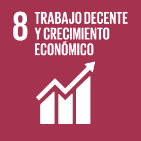 8 TRABAJO DECENTE
Y CRECIMIENTO
ECONÓMICO